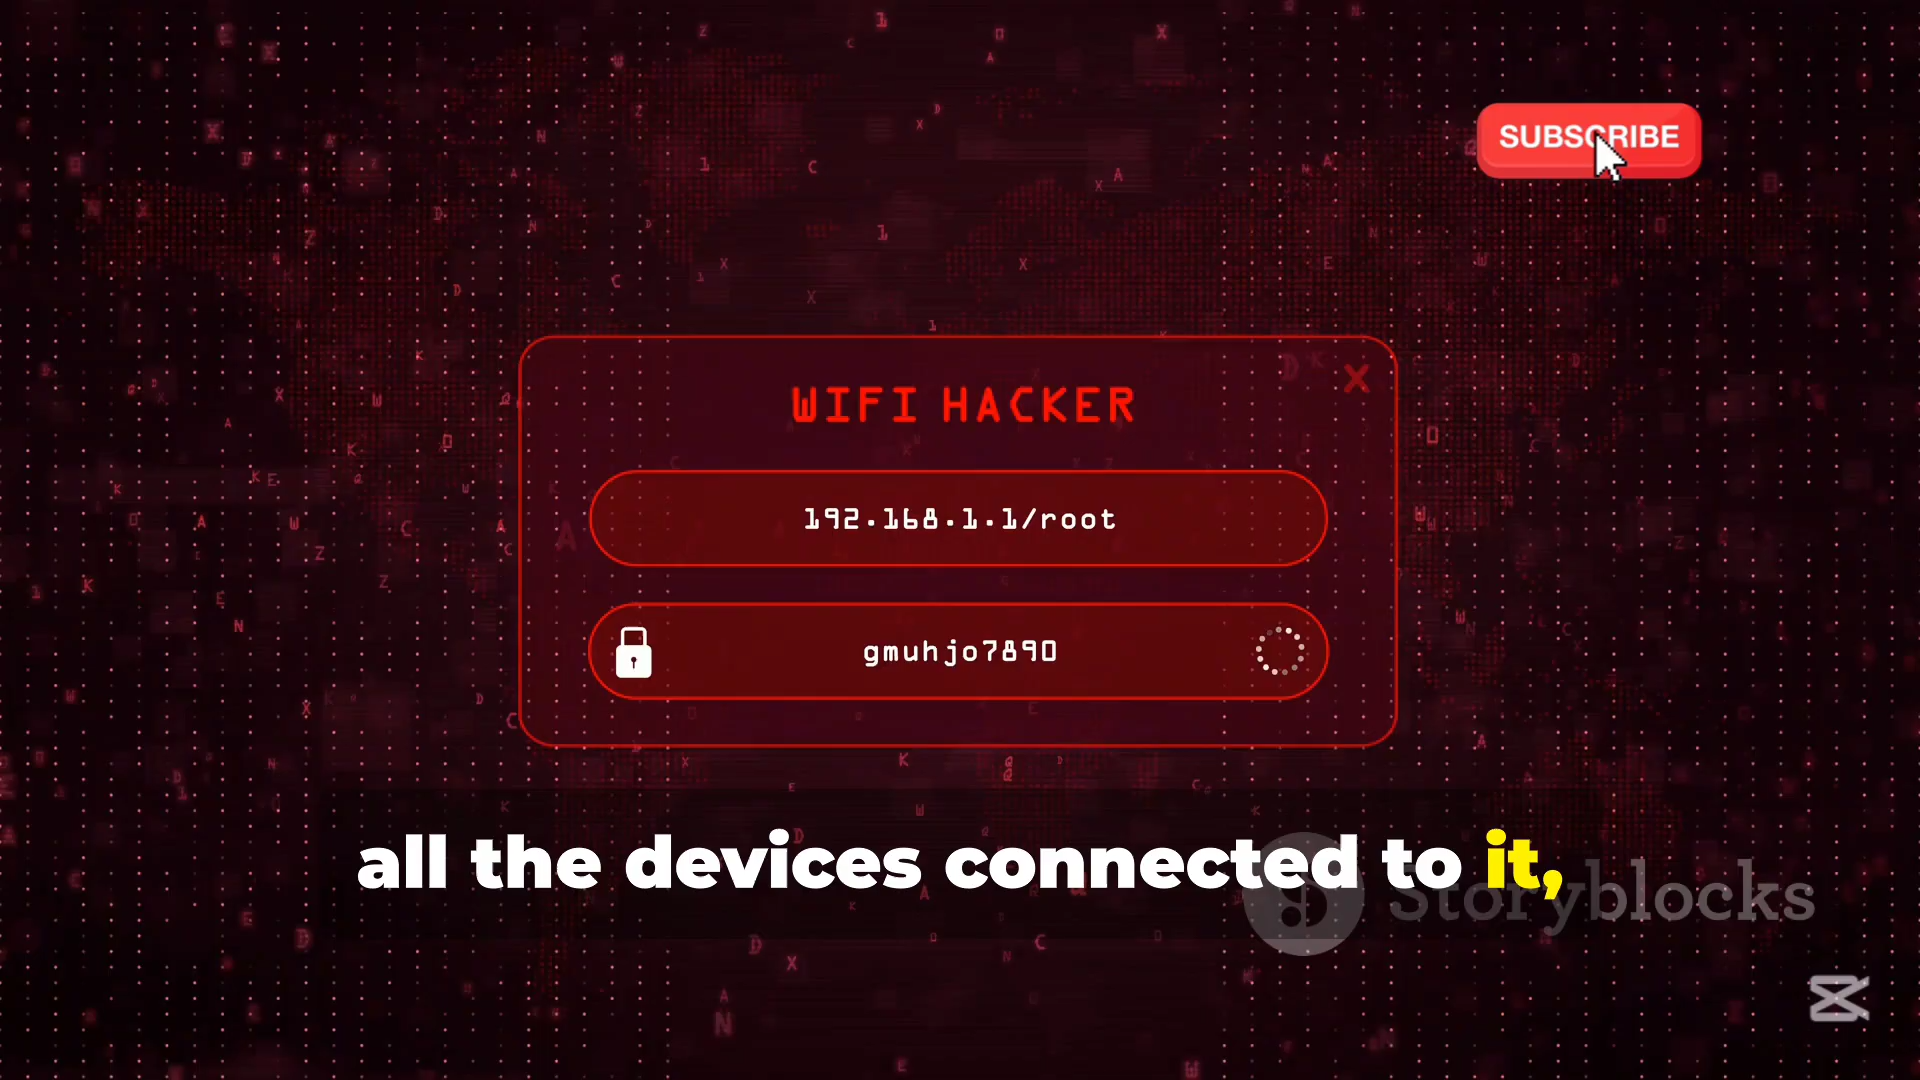 SUBSCRIBE
WIFI HACKER
X
192.168.1.1/root
gmuhjo7890
all the devices connected to it,
Storyblocks